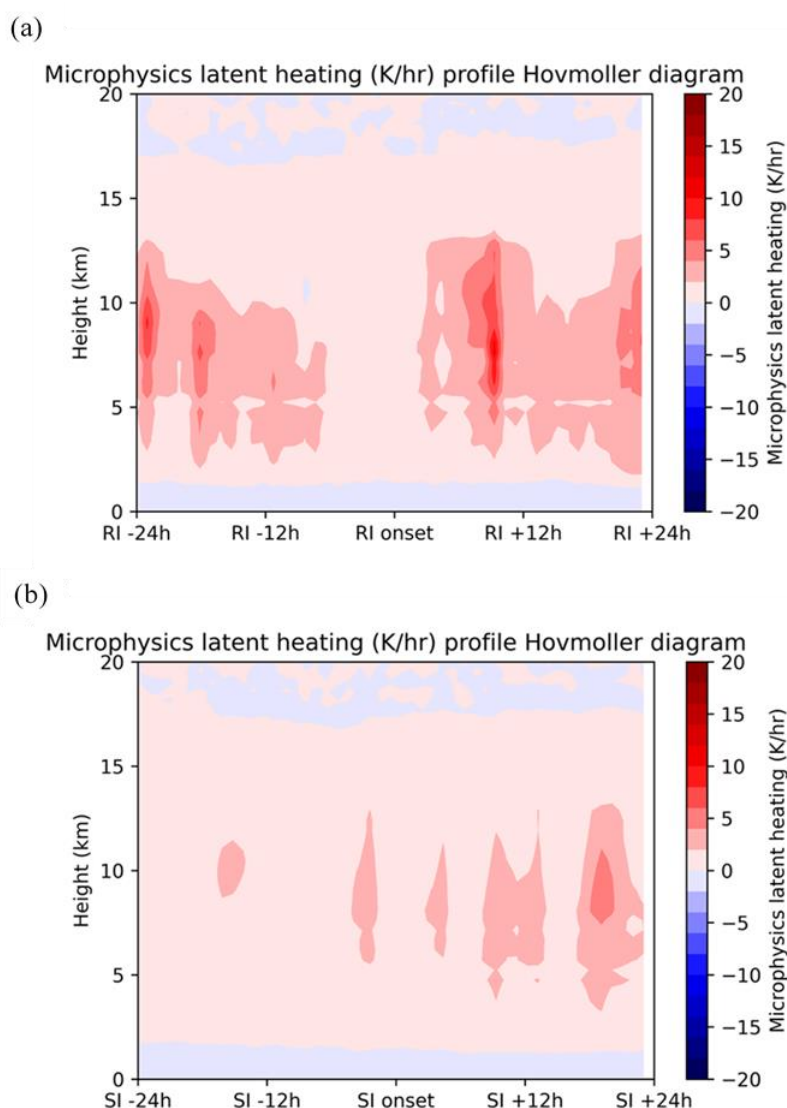 (a)
Microphysics latent heating (K/hr) profile Hovmoller diagram
20
15
10
5
0
Height (km)
RI -24h
RI -12h
RI onset
RI +12h
RI +24h
20
15
10
5
0
−5
−10
−15
−20
Microphysics latent heating (K/hr)
(b)
Microphysics latent heating (K/hr) profile Hovmoller diagram
20
15
10
5
0
Height (km)
SI -24h
SI -12h
SI onset
SI +12h
SI +24h
20
15
10
5
0
−5
−10
−15
−20
Microphysics latent heating (K/hr)